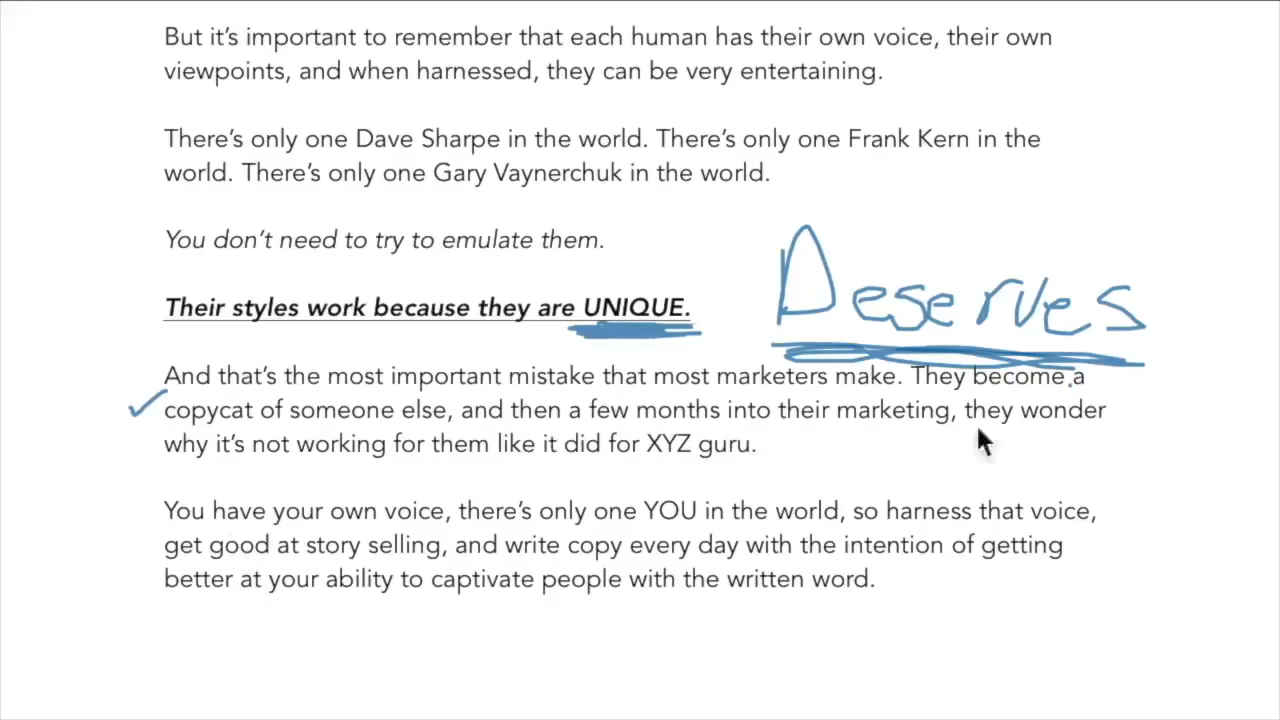 But it's important to remember that each human has their own voice, their own
viewpoints, and when harnessed, they can be very entertaining.
There's only one Dave Sharpe in the world. There's only one Frank Kern in the
world. There's only one Gary Vaynerchuk in the world.
You don't need to try to emulate them.
Their styles work because they are UNIQUE.
Deserves
And that's the most important mistake that most marketers make. They become a
copycat of someone else, and then a few months into their marketing, they wonder
why it's not working for them like it did for XYZ guru.
You have your own voice, there's only one YOU in the world, so harness that voice,
get good at story selling, and write copy every day with the intention of getting
better at your ability to captivate people with the written word.